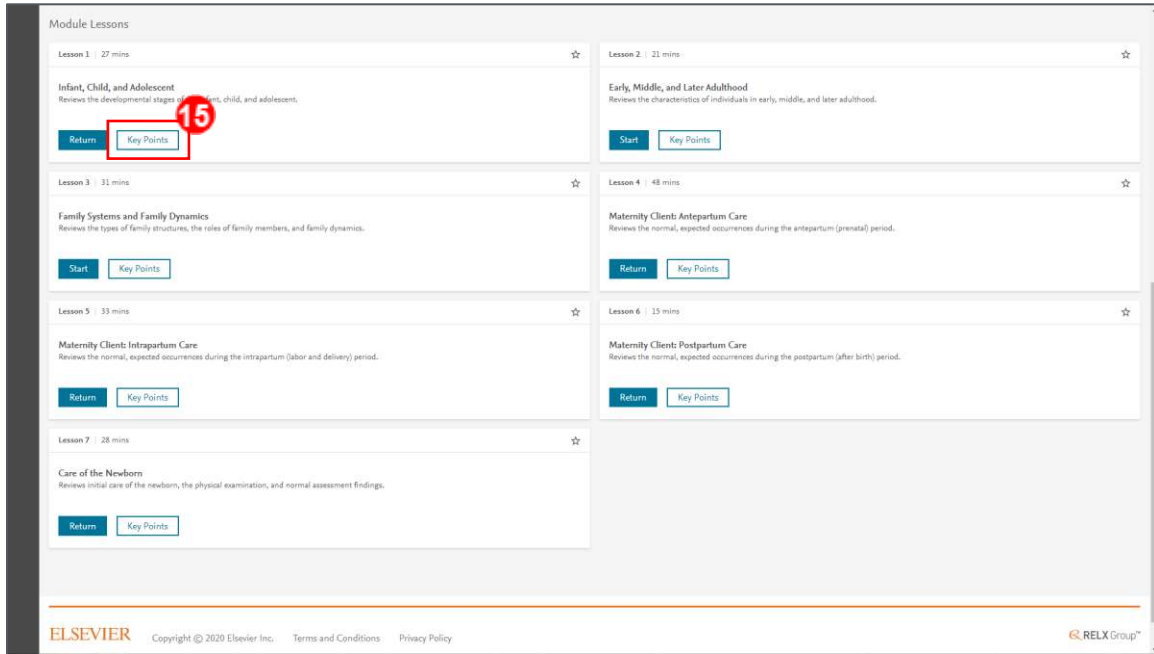 Module Lessons
Lesson 1 | 27 mins
Infant, Child, and Adolescent
Reviews the developmental stages of infant, child, and adolescent,
15
Return Key Points
Lesson 2 | 21 mins
Early, Middle, and Later Adulthood
Reviews the characteristics of individuals in early, middle, and later adulthood.
Start Key Points
Lesson 3 | 31 mins
Family Systems and Family Dynamics
Reviews the types of family structures, the roles of family members, and family dynamics.
Start Key Points
Lesson 4 | 48 mins
Maternity Client: Antepartum Care
Reviews the normal, expected occurrences during the antepartum (prenatal) period.
Return Key Points
Lesson 5 | 33 mins
Maternity Client: Intrapartum Care
Reviews the normal, expected occurrences during the intrapartum (labor and delivery) period.
Return Key Points
Lesson 6 | 15 mins
Maternity Client: Postpartum Care
Reviews the normal, expected occurrences during the postpartum (after birth) period.
Return Key Points
Lesson 7 | 28 mins
Care of the Newborn
Reviews initial care of the newborn, the physical examination, and normal assessment findings.
Return Key Points
ELSEVIER Copyright © 2020 Elsevier Inc. Terms and Conditions Privacy Policy RELX Group™